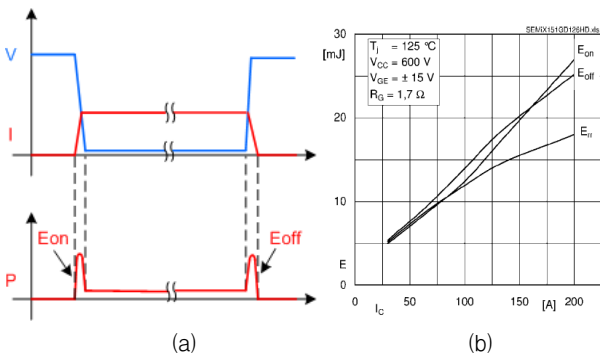 V
I
P
Eon
Eoff
(a)
SEMiX151GD126HD.xls
30
[mJ]
20
10
E
0
Tj = 125 °C
VCC = 600 V
VGE = ± 15 V
RG = 1,7 Ω
Eon
Eoff
Err
0
IC
50
100
[A]
150
200
(b)